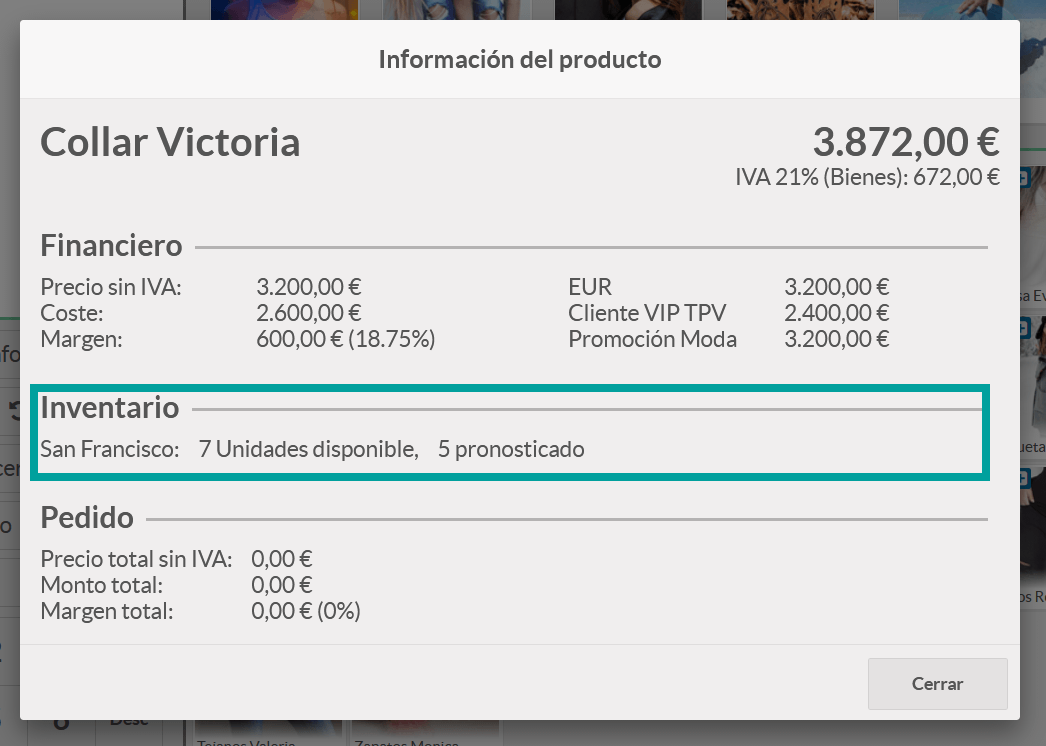 Información del producto
Collar Victoria
3.872,00 €
IVA 21% (Bienes): 672,00 €
Financiero
Precio sin IVA: 3.200,00 € EUR 3.200,00 €
Coste: 2.600,00 € Cliente VIP TPV 2.400,00 €
Margen: 600,00 € (18.75%) Promoción Moda 3.200,00 €
Inventario
San Francisco: 7 Unidades disponible, 5 pronosticado
Pedido
Precio total sin IVA: 0,00 €
Monto total: 0,00 €
Margen total: 0,00 € (0%)
Cerrar